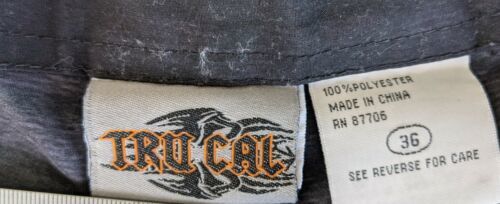 TRU CAL
100% POLYESTER
MADE IN CHINA
RN 87706
36
SEE REVERSE FOR CARE